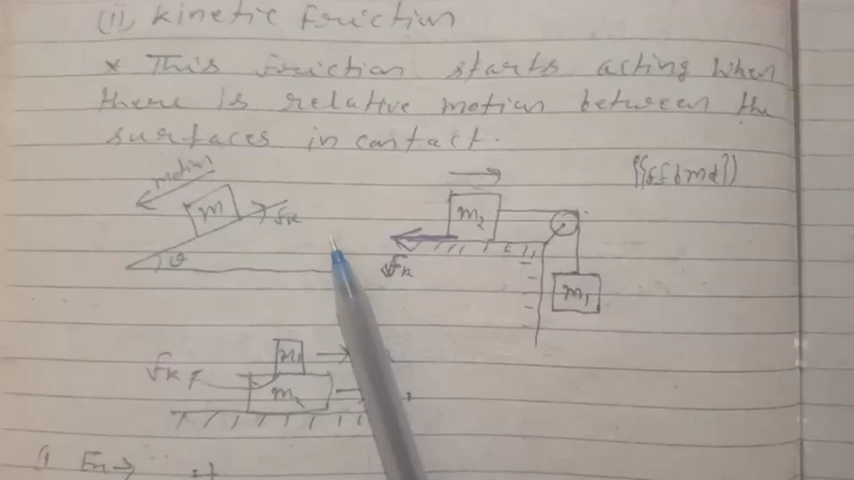 (ii) Kinetic Friction
* This friction starts acting when
there is relative motion between the
surfaces in contact.
motion
m
fk
θ
m2
fk
m1
m1
fk
m2